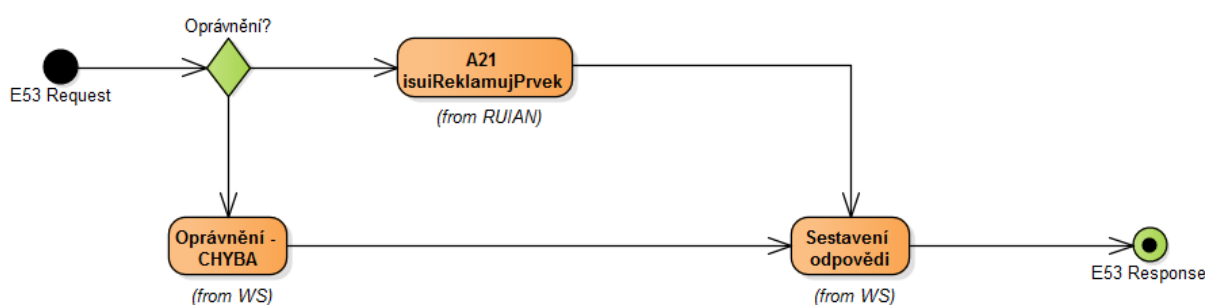 Oprávnění?
E53 Request
A21
isuiReklamujPrvek
(from RUIAN)
Oprávnění -
CHYBA
(from WS)
Sestavení
odpovědi
(from WS)
E53 Response